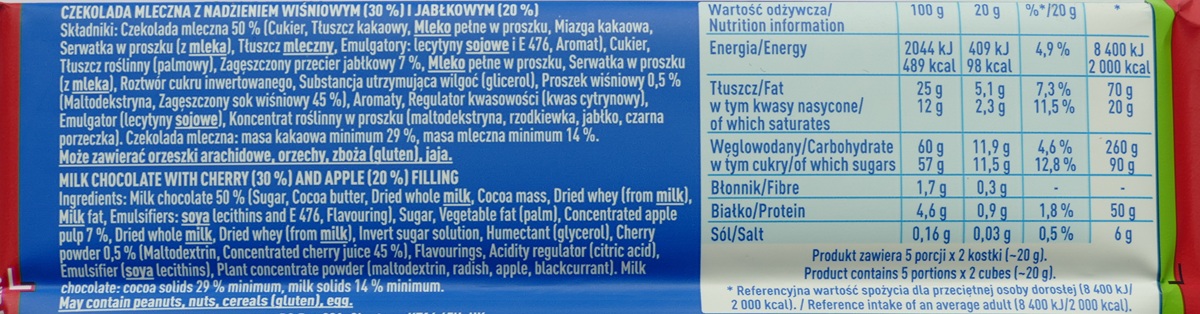 CZEKOLADA MLECZNA Z NADZIENIEM WIŚNIOWYM (30 %) I JABŁKOWYM (20 %)
Składniki: Czekolada mleczna 50 % (Cukier, Tłuszcz kakaowy, Mleko pełne w proszku, Miazga kakaowa,
Serwatka w proszku (z mleka), Tłuszcz mleczny, Emulgatory: lecytyny sojowe i E 476, Aromat), Cukier,
Tłuszcz roślinny (palmowy), Zagęszczony przecier jabłkowy 7 %, Mleko pełne w proszku, Serwatka w proszku
(z mleka), Roztwór cukru inwertowanego, Substancja utrzymująca wilgoć (glicerol), Proszek wiśniowy 0,5 %
(Maltodekstryna, Zagęszczony sok wiśniowy 45 %), Aromaty, Regulator kwasowości (kwas cytrynowy),
Emulgator (lecytyny sojowe), Koncentrat roślinny w proszku (maltodekstryna, rzodkiewka, jabłko, czarna
porzeczka). Czekolada mleczna: masa kakaowa minimum 29 %, masa mleczna minimum 14 %.
Może zawierać orzeszki arachidowe, orzechy, zboża (gluten), jaja.
MILK CHOCOLATE WITH CHERRY (30 %) AND APPLE (20 %) FILLING
Ingredients: Milk chocolate 50 % (Sugar, Cocoa butter, Dried whole milk, Cocoa mass, Dried whey (from milk),
Milk fat, Emulsifiers: soya lecithins and E 476, Flavouring), Sugar, Vegetable fat (palm), Concentrated apple
pulp 7 %, Dried whole milk, Dried whey (from milk), Invert sugar solution, Humectant (glycerol), Cherry
powder 0,5 % (Maltodextrin, Concentrated cherry juice 45 %), Flavourings, Acidity regulator (citric acid),
Emulsifier (soya lecithins), Plant concentrate powder (maltodextrin, radish, apple, blackcurrant). Milk
chocolate: cocoa solids 29 % minimum, milk solids 14 % minimum.
May contain peanuts, nuts, cereals (gluten), egg.
Wartość odżywcza/ 100 g 20 g %*/20 g *
Nutrition information
Energia/Energy 2044 kJ 409 kJ 4,9 % 8 400 kJ
489 kcal 98 kcal 2 000 kcal
Tłuszcz/Fat 25 g 5,1 g 7,3 % 70 g
w tym kwasy nasycone/ 12 g 2,3 g 11,5 % 20 g
of which saturates
Węglowodany/Carbohydrate 60 g 11,9 g 4,6 % 260 g
w tym cukry/of which sugars 57 g 11,5 g 12,8 % 90 g
Błonnik/Fibre 1,7 g 0,3 g - -
Białko/Protein 4,6 g 0,9 g 1,8 % 50 g
Sól/Salt 0,16 g 0,03 g 0,5 % 6 g
Produkt zawiera 5 porcji x 2 kostki (~20 g).
Product contains 5 portions x 2 cubes (~20 g).
* Referencyjna wartość spożycia dla przeciętnej osoby dorosłej (8 400 kJ/
2 000 kcal). / Reference intake of an average adult (8 400 kJ/2 000 kcal).